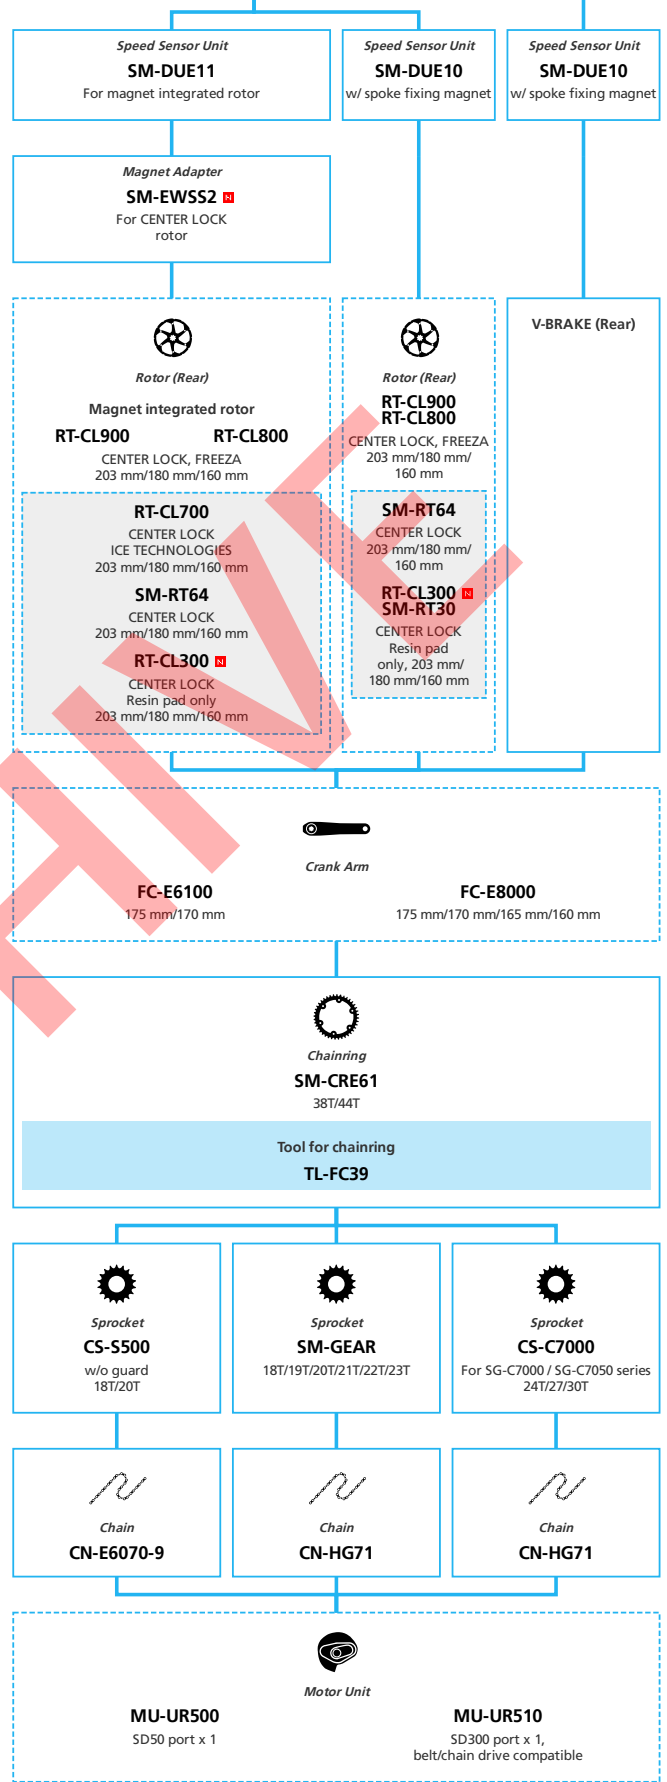 Speed Sensor Unit
SM-DUE11
For magnet integrated rotor
Speed Sensor Unit
SM-DUE10
w/ spoke fixing magnet
Speed Sensor Unit
SM-DUE10
w/ spoke fixing magnet
Magnet Adapter
SM-EWSS2 N
For CENTER LOCK
rotor
Rotor (Rear)
Magnet integrated rotor
RT-CL900 RT-CL800
CENTER LOCK, FREEZA
203 mm/180 mm/160 mm
RT-CL700
CENTER LOCK
ICE TECHNOLOGIES
203 mm/180 mm/160 mm
SM-RT64
CENTER LOCK
203 mm/180 mm/160 mm
RT-CL300 N
CENTER LOCK
Resin pad only
203 mm/180 mm/160 mm
Rotor (Rear)
RT-CL900
RT-CL800
CENTER LOCK, FREEZA
203 mm/180 mm/
160 mm
SM-RT64
CENTER LOCK
203 mm/180 mm/
160 mm
RT-CL300 N
SM-RT30
CENTER LOCK
Resin pad
only, 203 mm/
180 mm/160 mm
V-BRAKE (Rear)
Crank Arm
FC-E6100
175 mm/170 mm
FC-E8000
175 mm/170 mm/165 mm/160 mm
Chainring
SM-CRE61
38T/44T
Tool for chainring
TL-FC39
Sprocket
CS-S500
w/o guard
18T/20T
Sprocket
SM-GEAR
18T/19T/20T/21T/22T/23T
Sprocket
CS-C7000
For SG-C7000 / SG-C7050 series
24T/27/30T
Chain
CN-E6070-9
Chain
CN-HG71
Chain
CN-HG71
Motor Unit
MU-UR500
SD50 port x 1
MU-UR510
SD300 port x 1,
belt/chain drive compatible
HIVE